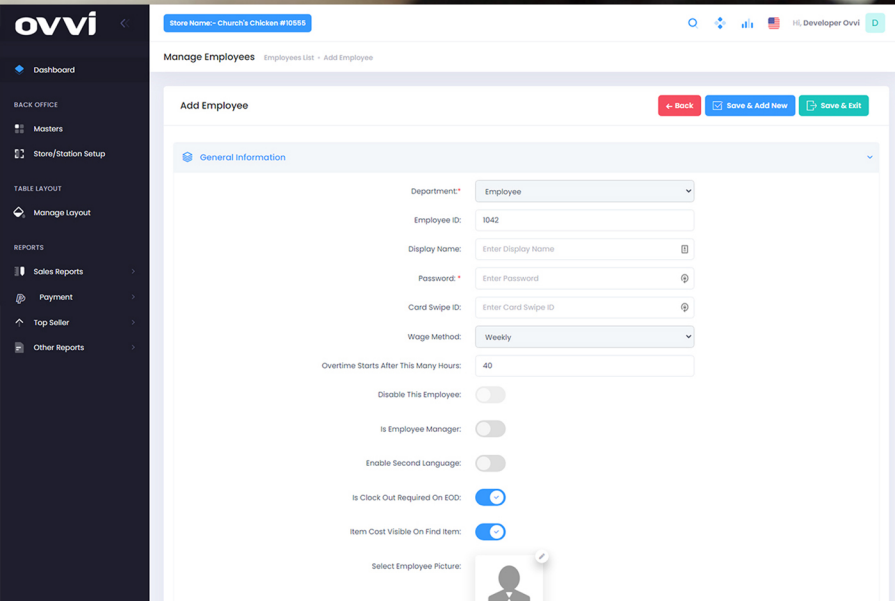 ovvi
Store Name:- Church's Chicken #10555
Hi, Developer Ovvi
D
Manage Employees
Employees List - Add Employee
Dashboard
BACK OFFICE
Masters
Store/Station Setup
TABLE LAYOUT
Manage Layout
REPORTS
Sales Reports
Payment
Top Seller
Other Reports
Add Employee
← Back
Save & Add New
Save & Exit
General Information
Department:* Employee
Employee ID: 1042
Display Name: Enter Display Name
Password: * Enter Password
Card Swipe ID: Enter Card Swipe ID
Wage Method: Weekly
Overtime Starts After This Many Hours: 40
Disable This Employee:
Is Employee Manager:
Enable Second Language:
Is Clock Out Required On EOD:
Item Cost Visible On Find Item:
Select Employee Picture: